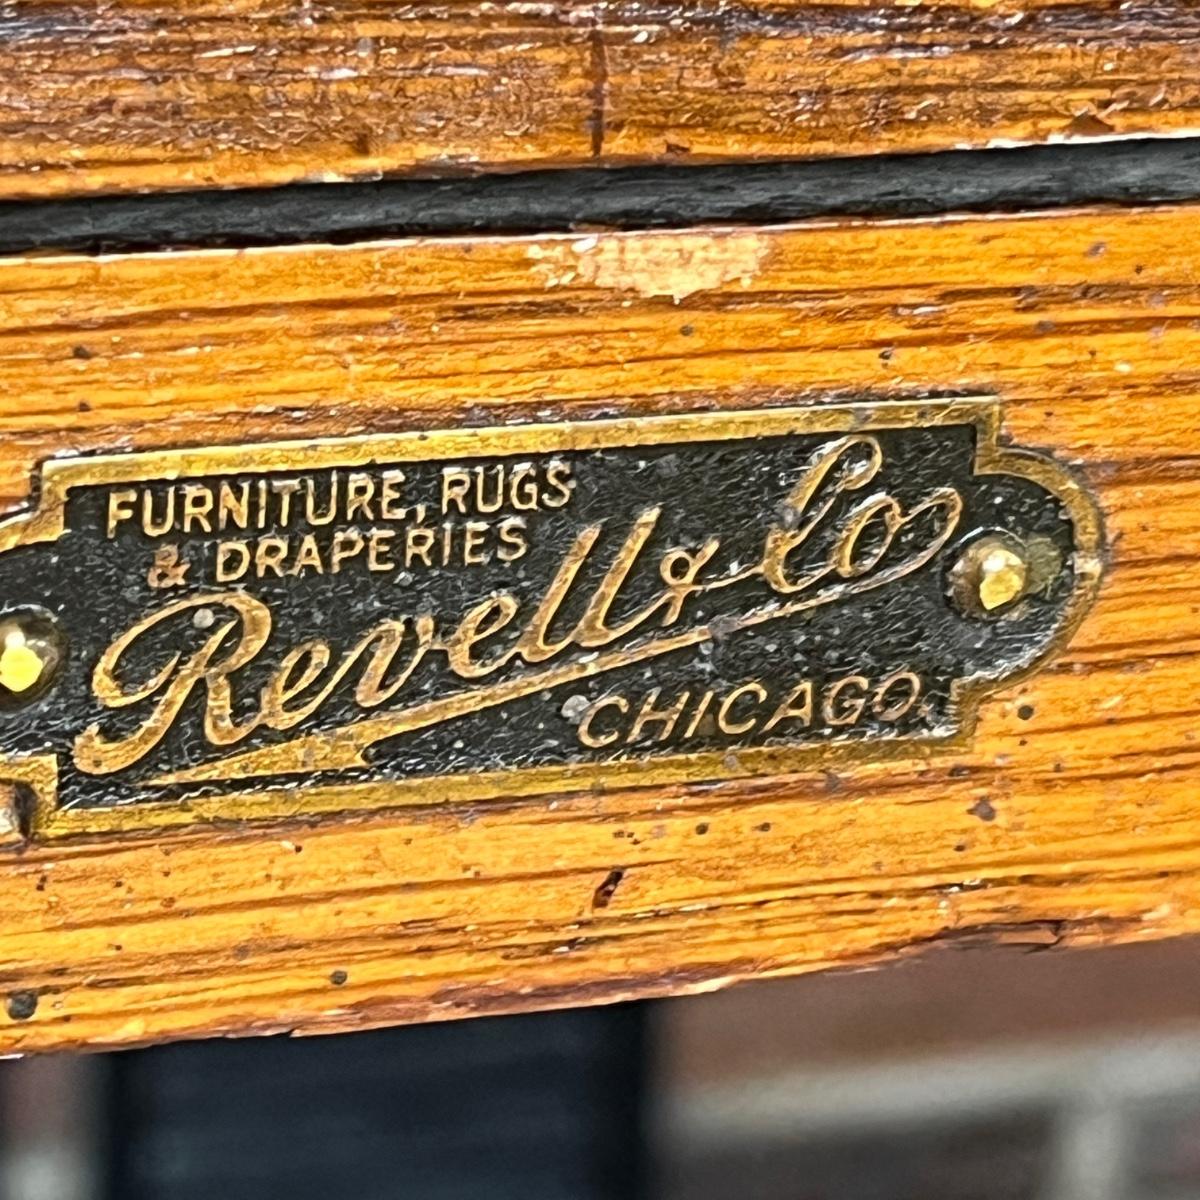 FURNITURE, RUGS
& DRAPERIES
Revell & Co
CHICAGO.